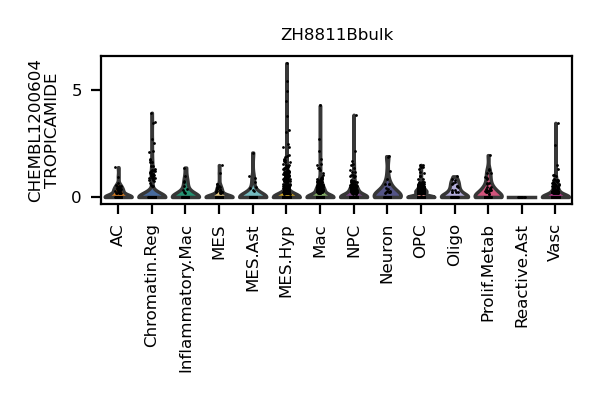 ZH8811Bbulk
CHEMBL1200604
TROPICAMIDE
5
0
AC
Chromatin.Reg
Inflammatory.Mac
MES
MES.Ast
MES.Hyp
Mac
NPC
Neuron
OPC
Oligo
Prolif.Metab
Reactive.Ast
Vasc